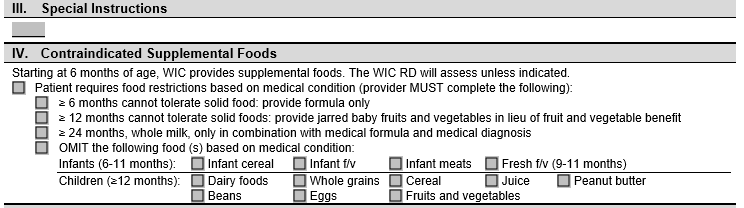 III. Special Instructions
IV. Contraindicated Supplemental Foods
Starting at 6 months of age, WIC provides supplemental foods. The WIC RD will assess unless indicated.
Patient requires food restrictions based on medical condition (provider MUST complete the following):
≥ 6 months cannot tolerate solid food: provide formula only
≥ 12 months cannot tolerate solid foods: provide jarred baby fruits and vegetables in lieu of fruit and vegetable benefit
≥ 24 months, whole milk, only in combination with medical formula and medical diagnosis
OMIT the following food (s) based on medical condition:
Infants (6-11 months): Infant cereal Infant f/v Infant meats Fresh f/v (9-11 months)
Children (≥12 months): Dairy foods Whole grains Cereal Juice Peanut butter
Beans Eggs Fruits and vegetables